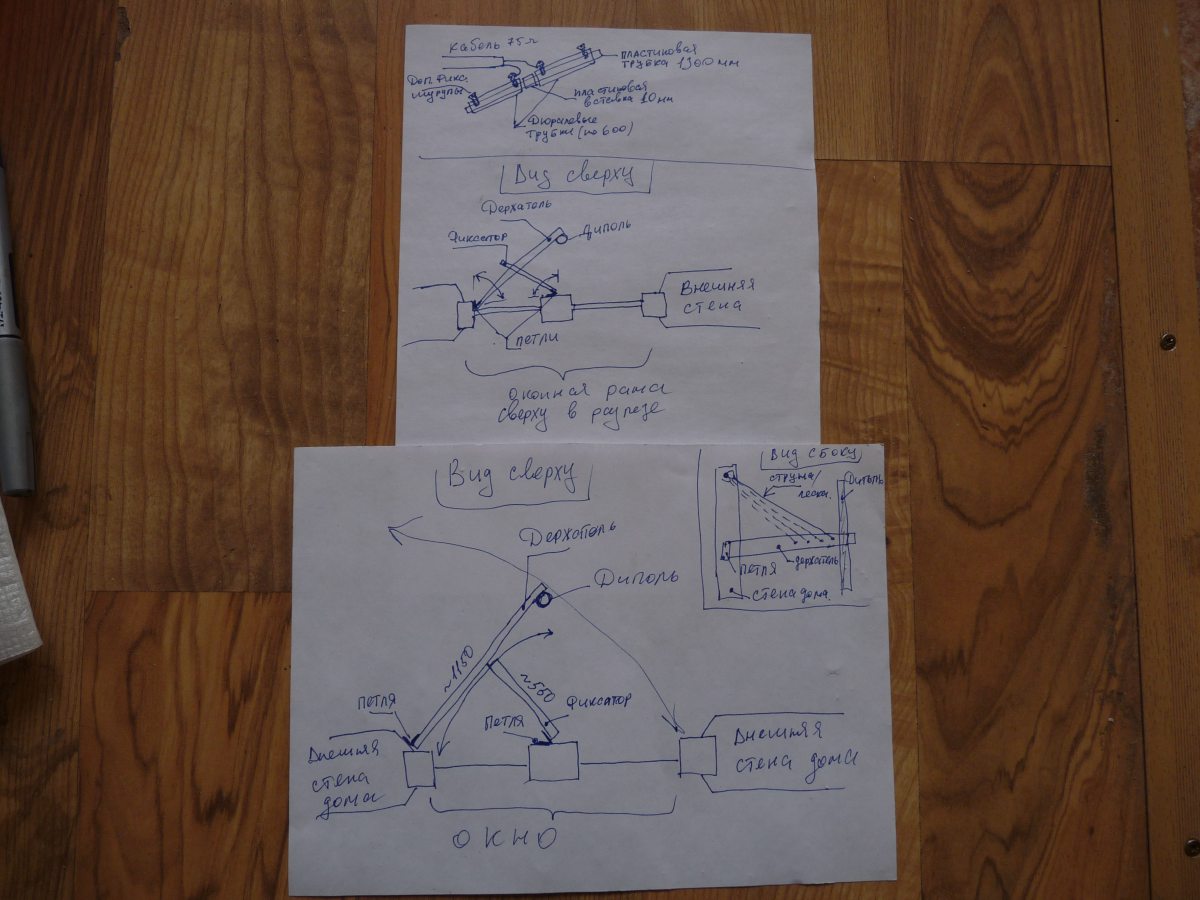 кабель 75 л
пластиковая
трубка 1300 мм
Доп. фикс.
шурупы
пластиковая
вставка 10 мм
Дюралевые
трубки (по 600)
Вид сверху
Держатель
Диполь
Фиксатор
Внешняя
стена
петли
оконная рама
сверху в разрезе
Вид сверху
Вид сбоку
струна/
леска
Диполь
Держатель
петля
держатель
стена дома.
Диполь
~1150
~550
петля
Фиксатор
Петля
Внешняя
стена
дома
Внешняя
стена дома
окно